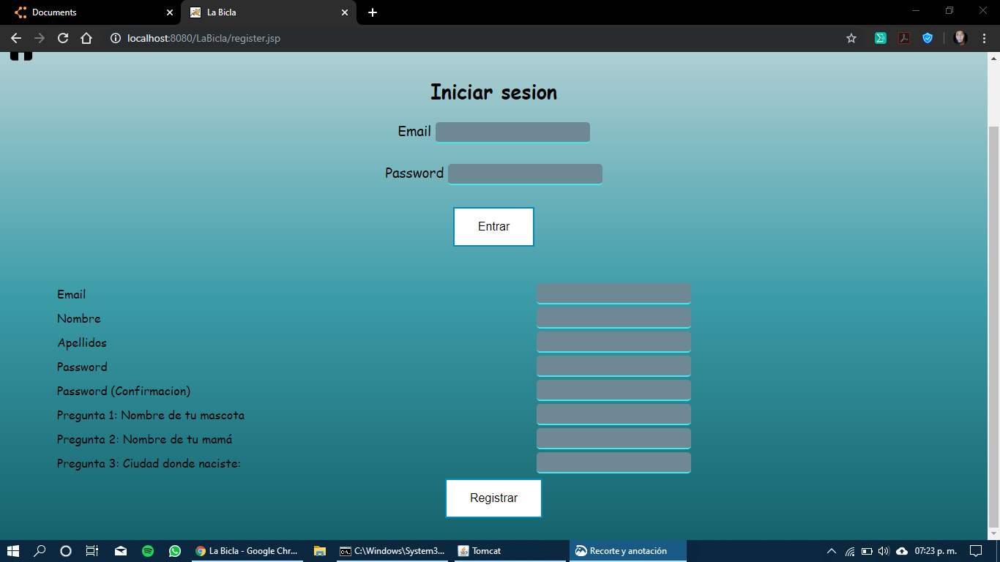 Documents
La Bicla
localhost:8080/LaBicla/register.jsp
Iniciar sesion
Email
Password
Entrar
Email
Nombre
Apellidos
Password
Password (Confirmacion)
Pregunta 1: Nombre de tu mascota
Pregunta 2: Nombre de tu mamá
Pregunta 3: Ciudad donde naciste:
Registrar
La Bicla - Google Chr...
C:\Windows\System3...
Tomcat
Recorte y anotación
07:23 p. m.